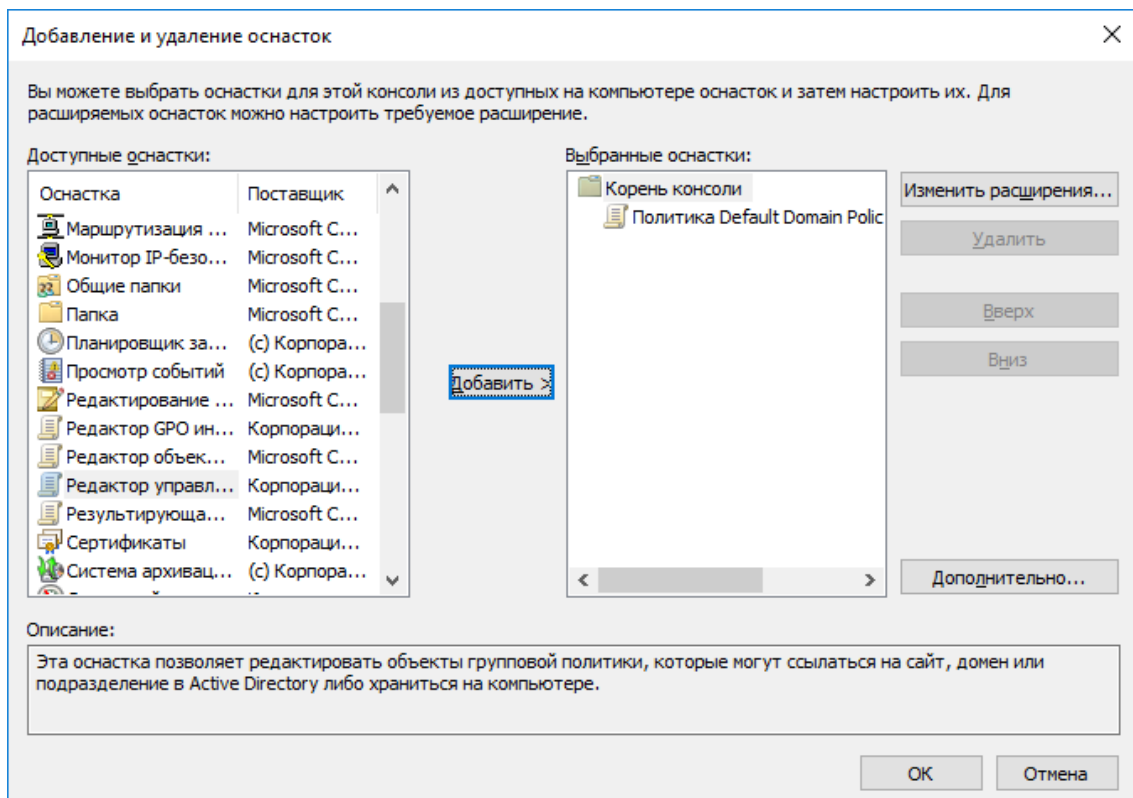 Добавление и удаление оснасток
Вы можете выбрать оснастки для этой консоли из доступных на компьютере оснасток и затем настроить их. Для
расширяемых оснасток можно настроить требуемое расширение.
Доступные оснастки:
Оснастка Поставщик
Маршрутизация ... Microsoft C...
Монитор IP-безо... Microsoft C...
Общие папки Microsoft C...
Папка Microsoft C...
Планировщик за... (c) Корпора...
Просмотр событий (c) Корпора...
Редактирование ... Microsoft C...
Редактор GPO ин... Корпораци...
Редактор объек... Microsoft C...
Редактор управл... Корпораци...
Результирующа... Microsoft C...
Сертификаты Корпораци...
Система архивац... (c) Корпора...
Добавить >
Выбранные оснастки:
Корень консоли
Политика Default Domain Polic
Изменить расширения...
Удалить
Вверх
Вниз
Дополнительно...
Описание:
Эта оснастка позволяет редактировать объекты групповой политики, которые могут ссылаться на сайт, домен или
подразделение в Active Directory либо храниться на компьютере.
ОК Отмена